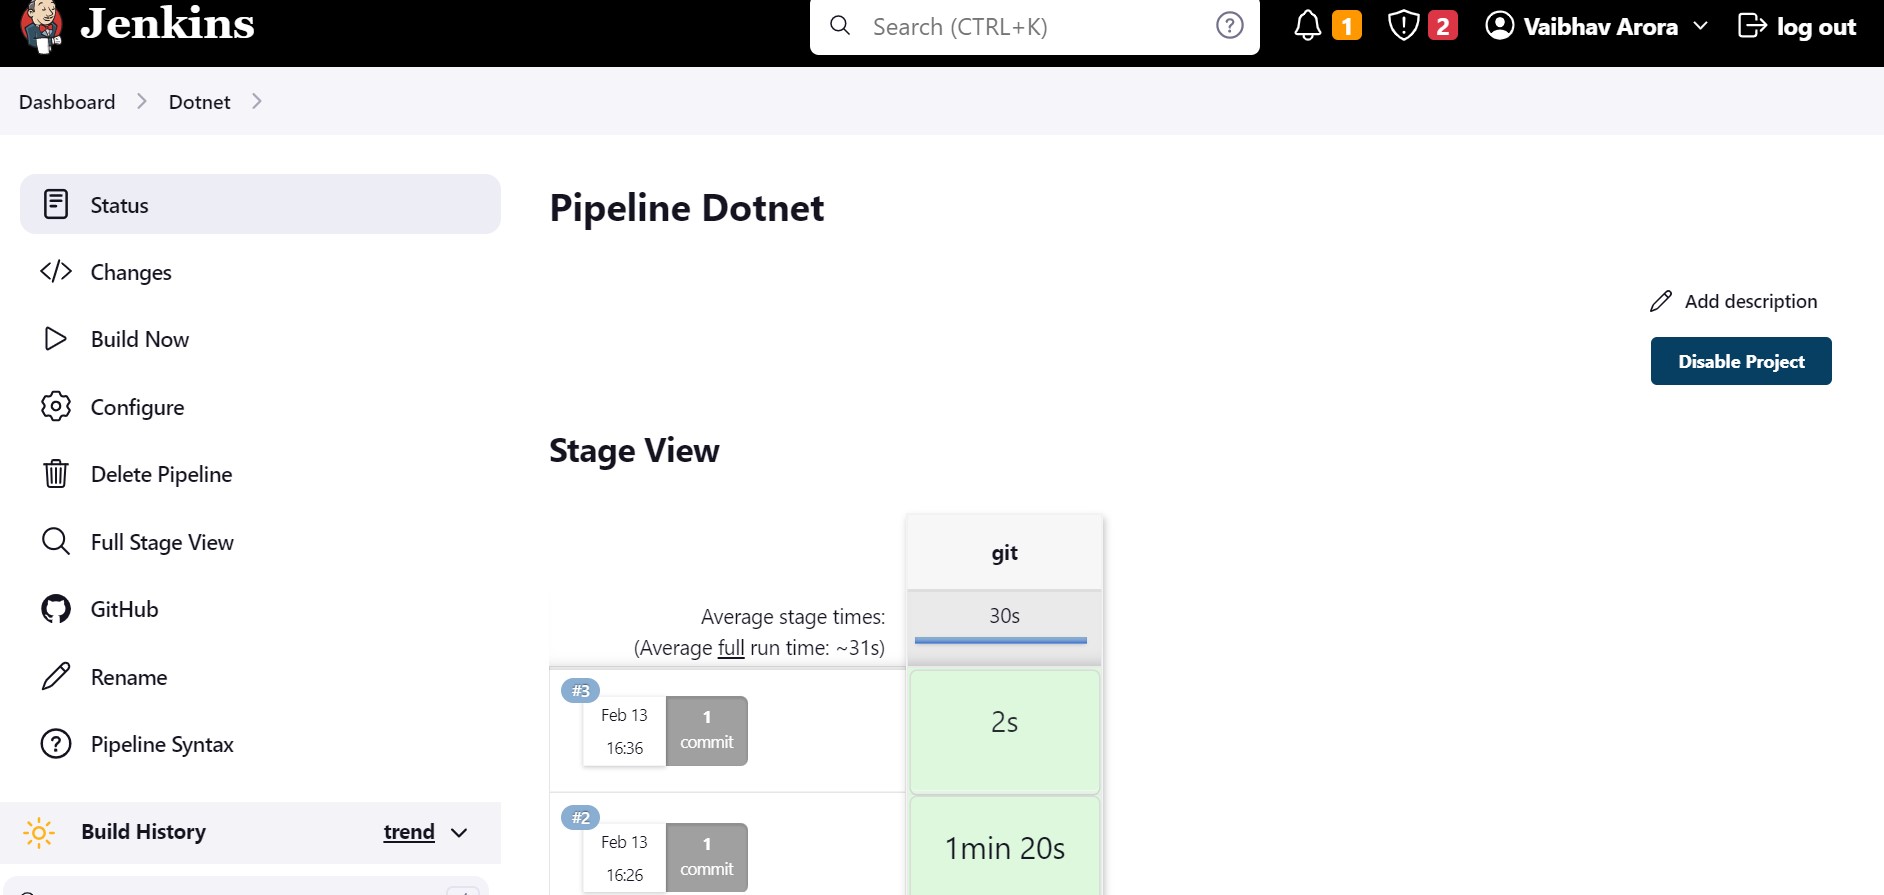 Jenkins
Search (CTRL+K)
1
2
Vaibhav Arora
log out
Dashboard
Dotnet
Status
Changes
Build Now
Configure
Delete Pipeline
Full Stage View
GitHub
Rename
Pipeline Syntax
Build History
trend
Pipeline Dotnet
Add description
Disable Project
Stage View
git
Average stage times:
30s
(Average full run time: ~31s)
#3
Feb 13
16:36
1
commit
2s
#2
Feb 13
16:26
1
commit
1min 20s